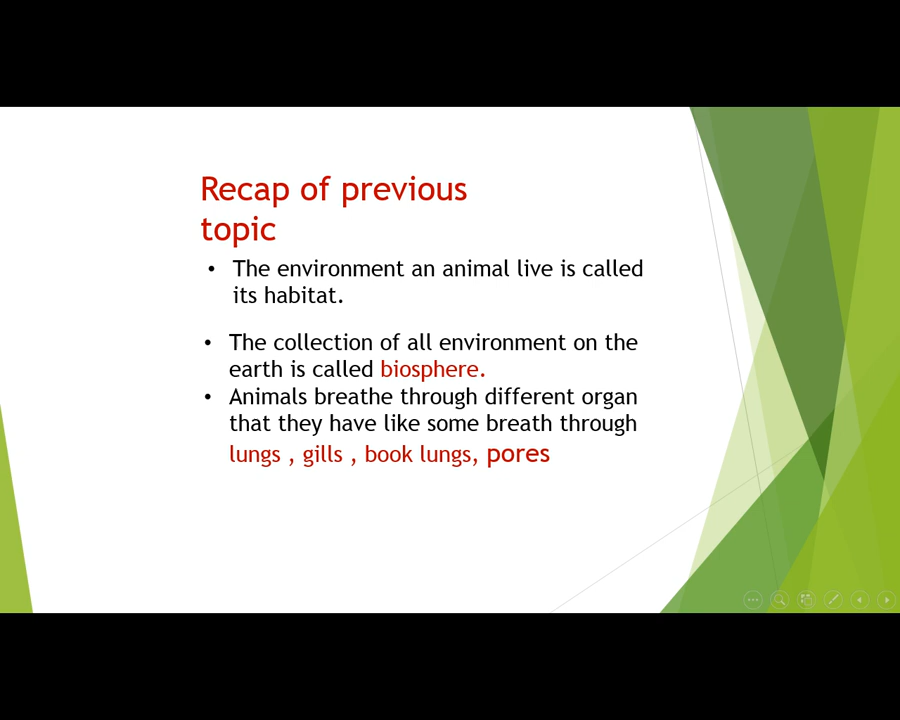 Recap of previous
topic
• The environment an animal live is called
its habitat.
• The collection of all environment on the
earth is called biosphere.
• Animals breathe through different organ
that they have like some breath through
lungs , gills , book lungs, pores